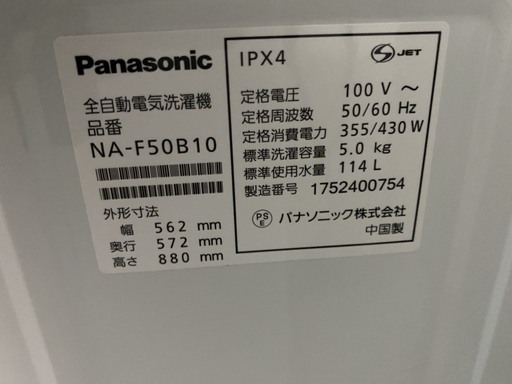 Panasonic
全自動電気洗濯機
品番
NA-F50B10
外形寸法
幅 562 mm
奥行 572 mm
高さ 880 mm
IPX4
S JET
定格電圧 100 V ～
定格周波数 50/60 Hz
定格消費電力 355/430 W
標準洗濯容量 5.0 kg
標準使用水量 114 L
製造番号 1752400754
PS E パナソニック株式会社
中国製